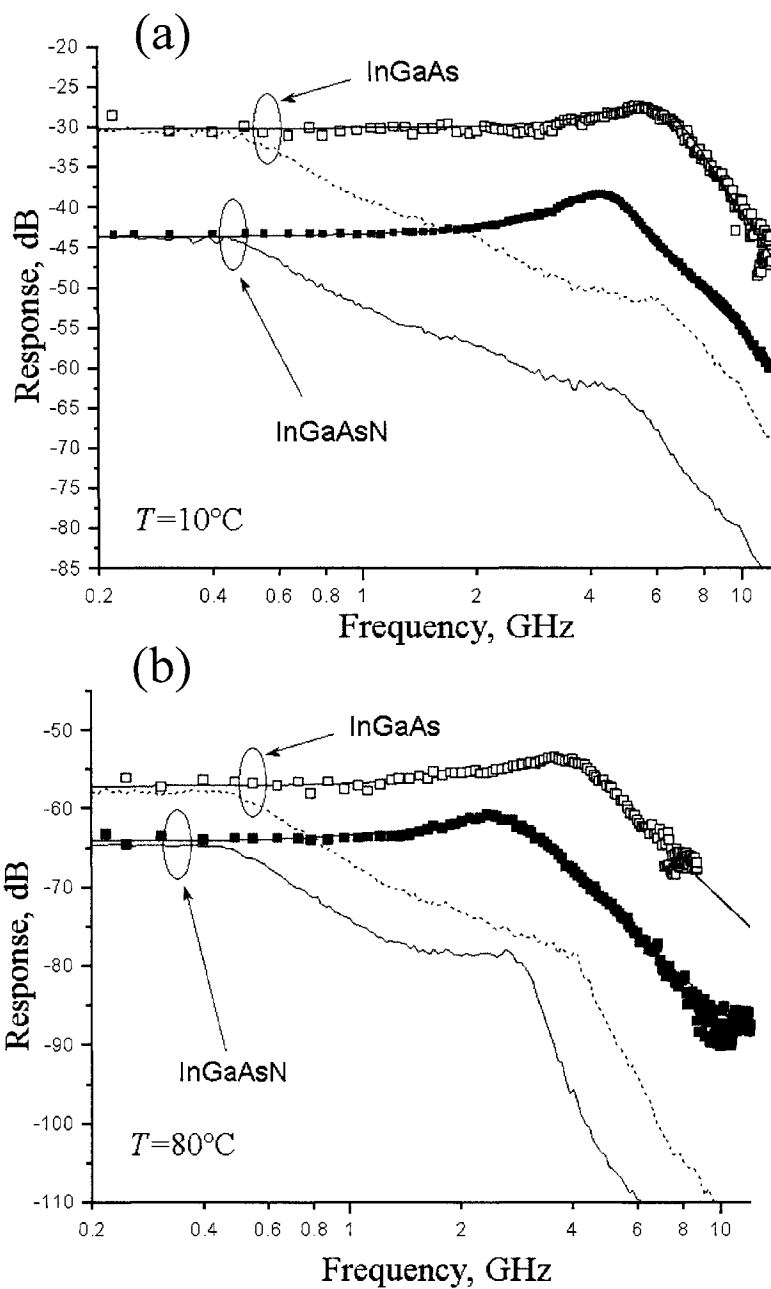 (a)
InGaAs
-20
-25
-30
-35
-40
-45
-50
-55
-60
-65
-70
-75
-80
-85
Response, dB
InGaAsN
T=10°C
0.2 0.4 0.6 0.8 1 2 4 6 8 10
Frequency, GHz
(b)
InGaAs
-50
-60
-70
-80
-90
-100
-110
Response, dB
InGaAsN
T=80°C
0.2 0.4 0.6 0.8 1 2 4 6 8 10
Frequency, GHz